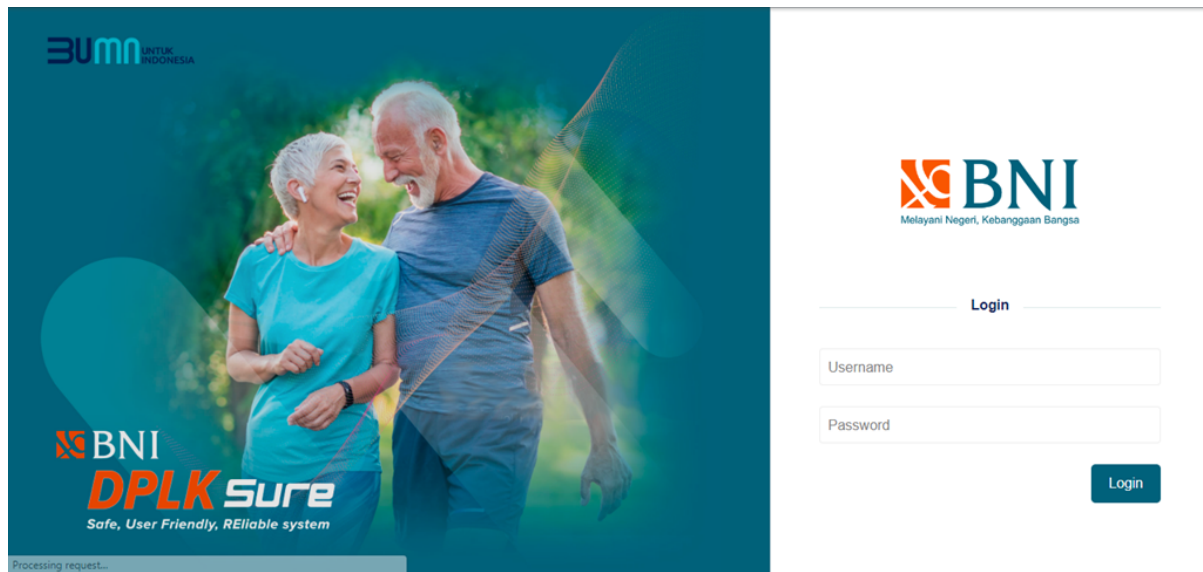 BUMN UNTUK
INDONESIA
BNI
DPLK Sure
Safe, User Friendly, REliable system
Processing request...
BNI
Melayani Negeri, Kebanggaan Bangsa
Login
Username
Password
Login